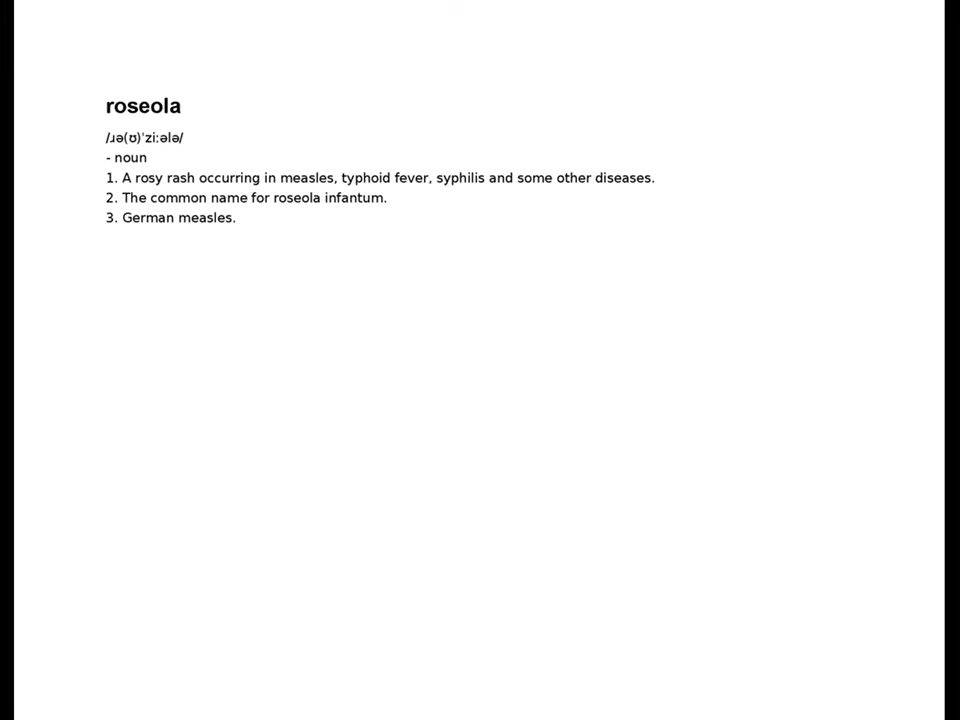 roseola
/ɹə(ʊ)ˈziːələ/
- noun
1. A rosy rash occurring in measles, typhoid fever, syphilis and some other diseases.
2. The common name for roseola infantum.
3. German measles.